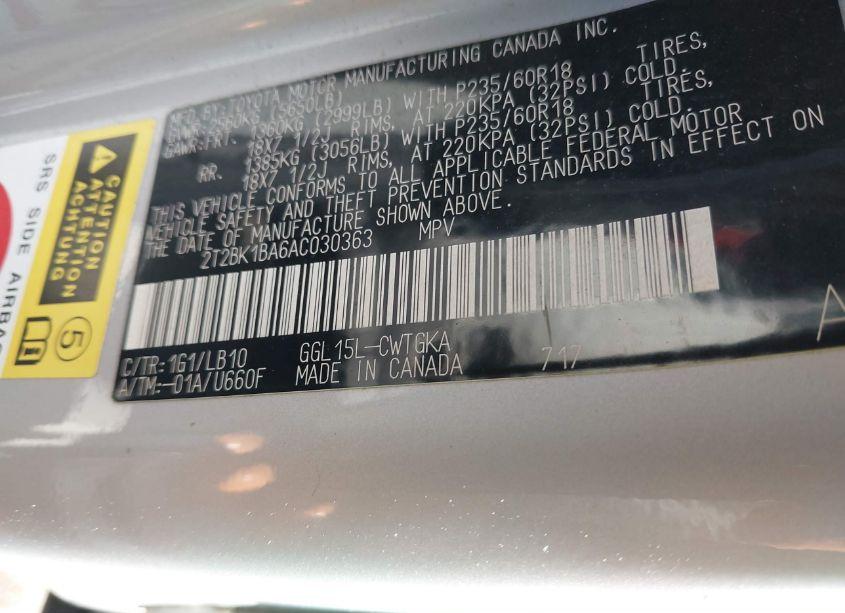 MFD.BY:TOYOTA MOTOR MANUFACTURING CANADA INC.
GVWR:2560KG (5650LB)
GAWR:FRT. 1360KG (2999LB) WITH P235/60R18 TIRES,
18X7 1/2J RIMS, AT 220KPA (32PSI) COLD.
RR. 1385KG (3056LB) WITH P235/60R18 TIRES,
18X7 1/2J RIMS, AT 220KPA (32PSI) COLD.
THIS VEHICLE CONFORMS TO ALL APPLICABLE FEDERAL MOTOR
VEHICLE SAFETY AND THEFT PREVENTION STANDARDS IN EFFECT ON
THE DATE OF MANUFACTURE SHOWN ABOVE.
2T2BK1BA6AC030363 MPV
C/TR:1G1/LB10 GGL15L-CWTGKA
A/TM:-01A/U660F MADE IN CANADA 717
A
SRS SIDE AIRBAG
CAUTION
ATTENTION
ACHTUNG
5